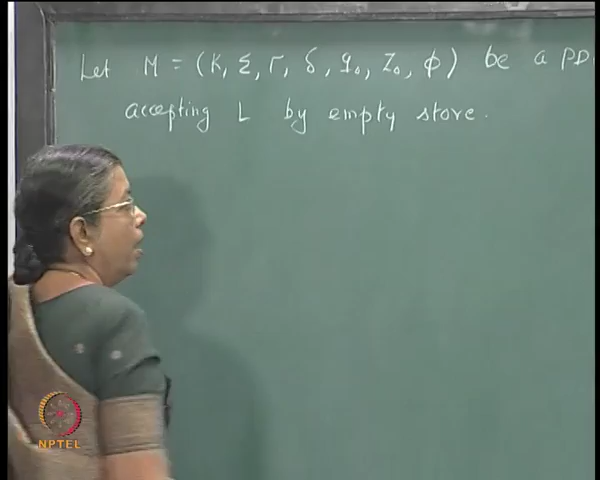 Let M = (K, Σ, Γ, δ, q₀, Z₀, φ) be a PD
accepting L by empty store.
NPTEL